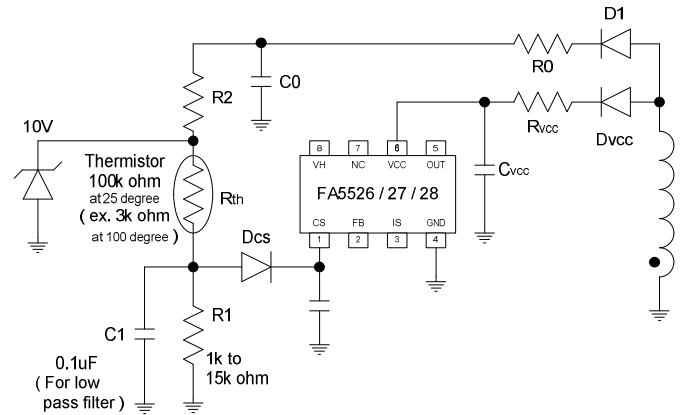 D1
R0
C0
R2
10V
Rvcc
Dvcc
Cvcc
Thermistor
100k ohm
at 25 degree
( ex. 3k ohm
at 100 degree )
Rth
8 7 6 5
VH NC VCC OUT
FA5526 / 27 / 28
CS FB IS GND
1 2 3 4
Dcs
C1
R1
0.1uF
( For low
pass filter )
1k to
15k ohm